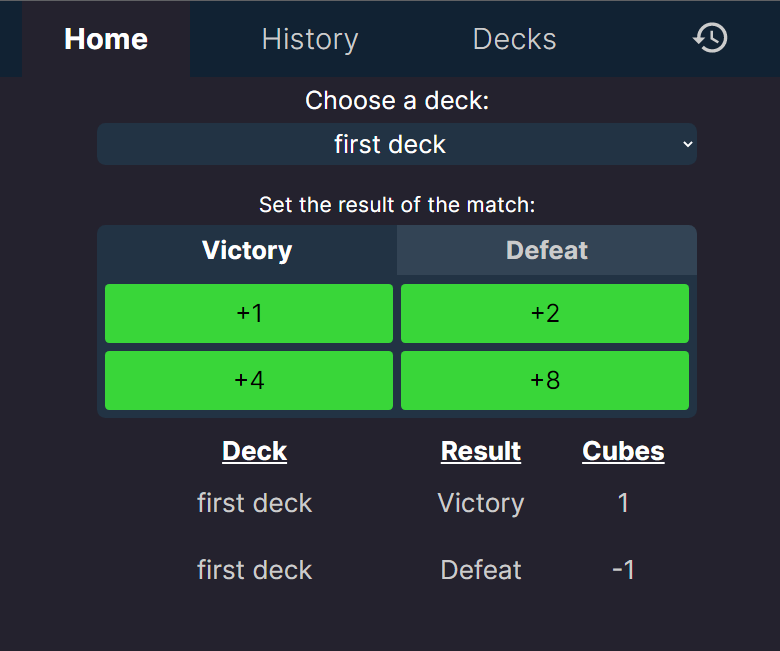 Home History Decks
Choose a deck:
first deck
Set the result of the match:
Victory Defeat
+1 +2
+4 +8
Deck Result Cubes
first deck Victory 1
first deck Defeat -1